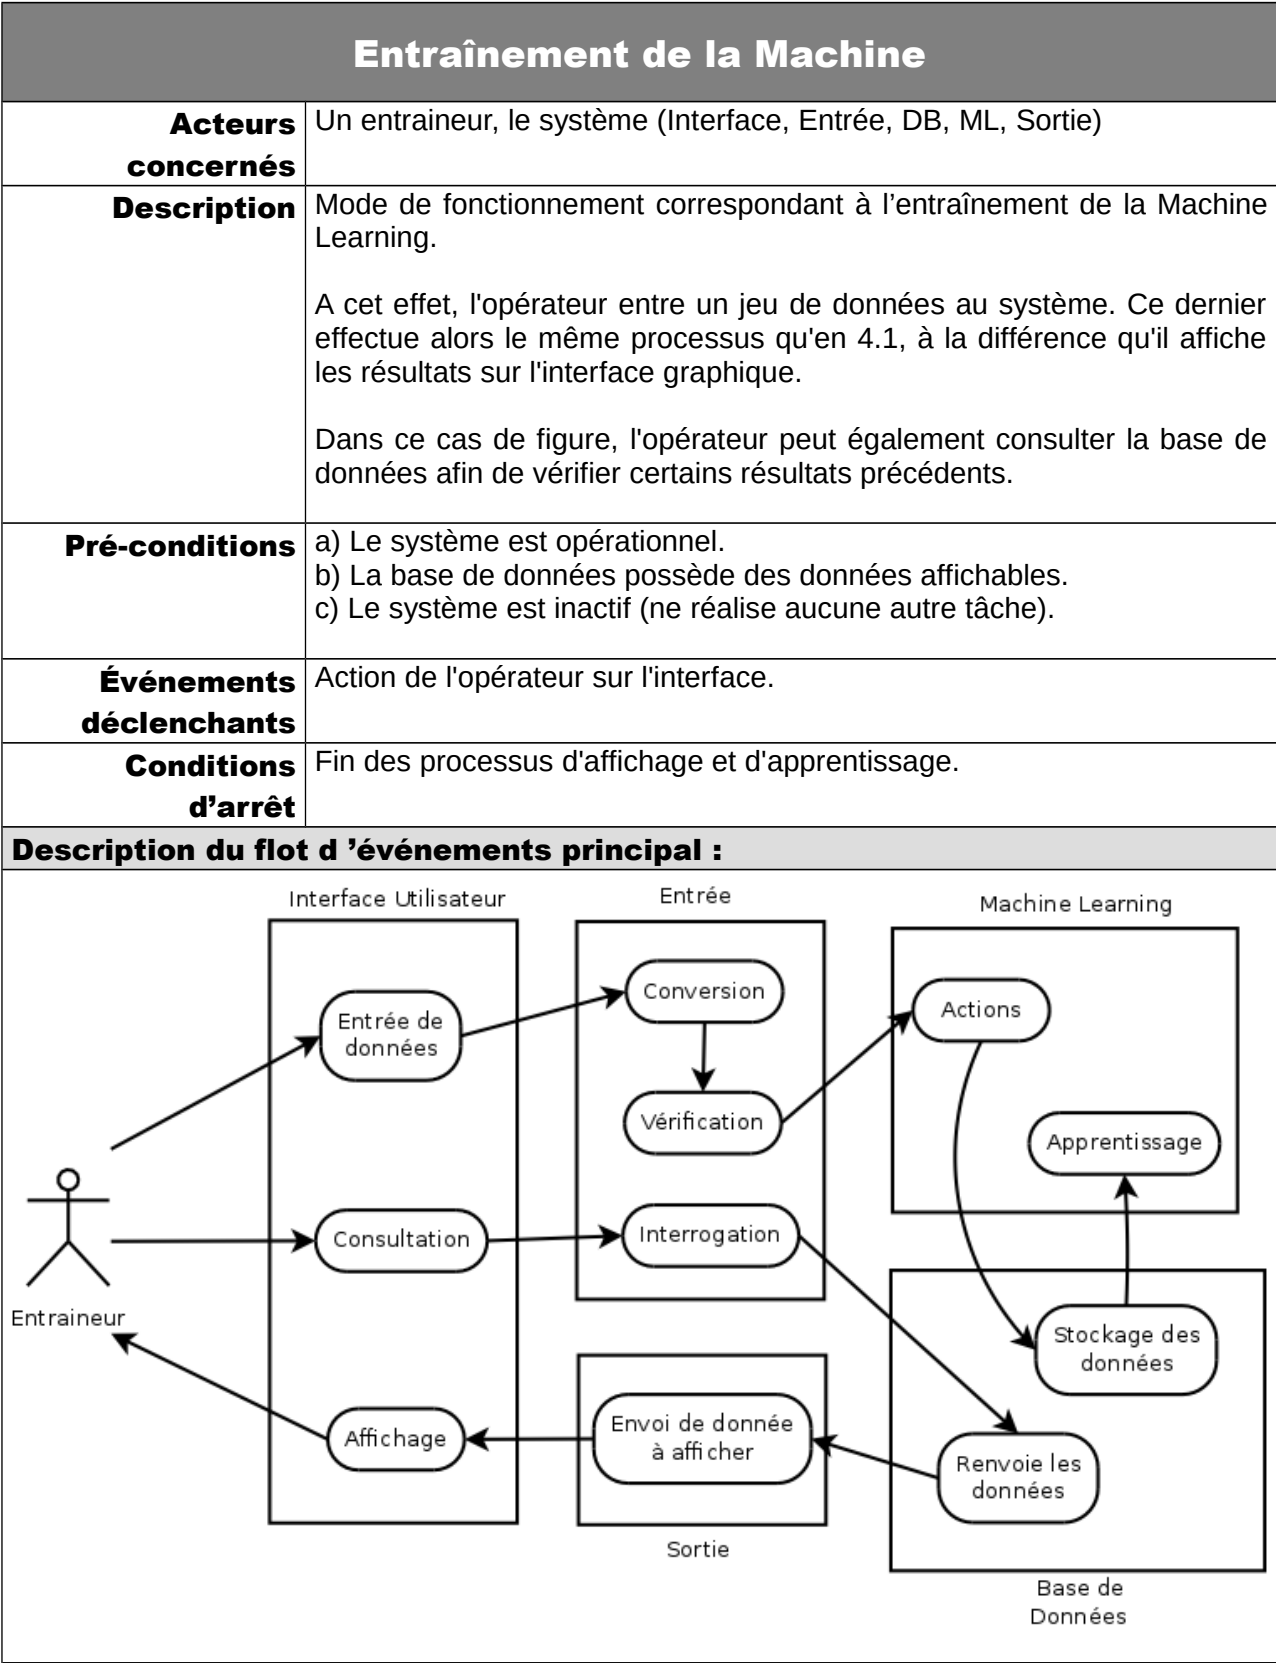 Entraînement de la Machine
Acteurs
concernés
Un entraineur, le système (Interface, Entrée, DB, ML, Sortie)
Description
Mode de fonctionnement correspondant à l’entraînement de la Machine
Learning.
A cet effet, l'opérateur entre un jeu de données au système. Ce dernier
effectue alors le même processus qu'en 4.1, à la différence qu'il affiche
les résultats sur l'interface graphique.
Dans ce cas de figure, l'opérateur peut également consulter la base de
données afin de vérifier certains résultats précédents.
Pré-conditions
a) Le système est opérationnel.
b) La base de données possède des données affichables.
c) Le système est inactif (ne réalise aucune autre tâche).
Événements
déclenchants
Action de l'opérateur sur l'interface.
Conditions
d’arrêt
Fin des processus d'affichage et d'apprentissage.
Description du flot d ’événements principal :
Interface Utilisateur
Entrée
Machine Learning
Entrée de
données
Conversion
Actions
Vérification
Apprentissage
Consultation
Interrogation
Entraineur
Stockage des
données
Affichage
Envoi de donnée
à afficher
Renvoie les
données
Sortie
Base de
Données